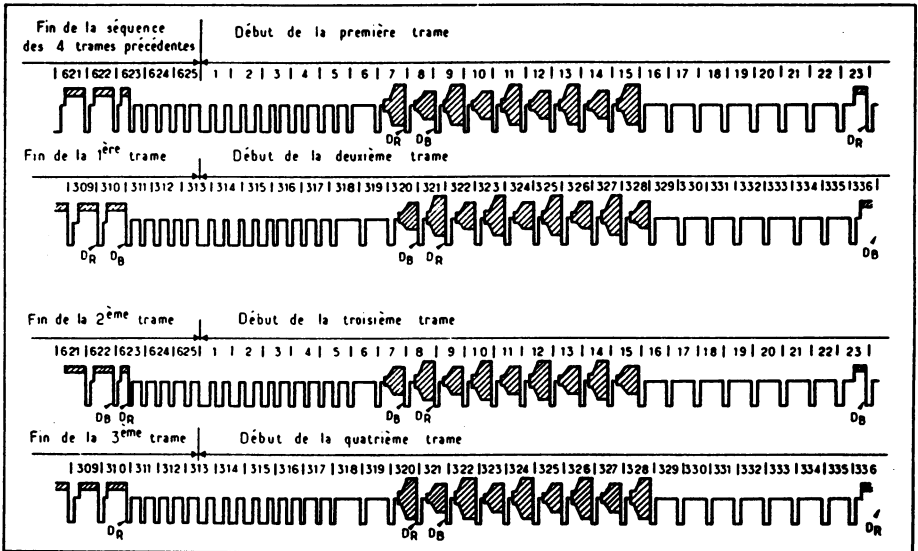 Fin de la séquence
des 4 trames précédentes
Début de la première trame
| 621 | 622 | 623 | 624 | 625 | 1 | 2 | 3 | 4 | 5 | 6 | 7 | 8 | 9 | 10 | 11 | 12 | 13 | 14 | 15 | 16 | 17 | 18 | 19 | 20 | 21 | 22 | 23 |
DR DB DR
Fin de la 1ère trame
Début de la deuxième trame
| 309 | 310 | 311 | 312 | 313 | 314 | 315 | 316 | 317 | 318 | 319 | 320 | 321 | 322 | 323 | 324 | 325 | 326 | 327 | 328 | 329 | 330 | 331 | 332 | 333 | 334 | 335 | 336 |
DR DB DB DR DB
Fin de la 2ème trame
Début de la troisième trame
| 621 | 622 | 623 | 624 | 625 | 1 | 2 | 3 | 4 | 5 | 6 | 7 | 8 | 9 | 10 | 11 | 12 | 13 | 14 | 15 | 16 | 17 | 18 | 19 | 20 | 21 | 22 | 23 |
DB DR DB DR DB
Fin de la 3ème trame
Début de la quatrième trame
| 309 | 310 | 311 | 312 | 313 | 314 | 315 | 316 | 317 | 318 | 319 | 320 | 321 | 322 | 323 | 324 | 325 | 326 | 327 | 328 | 329 | 330 | 331 | 332 | 333 | 334 | 335 | 336
DR DR DB DR